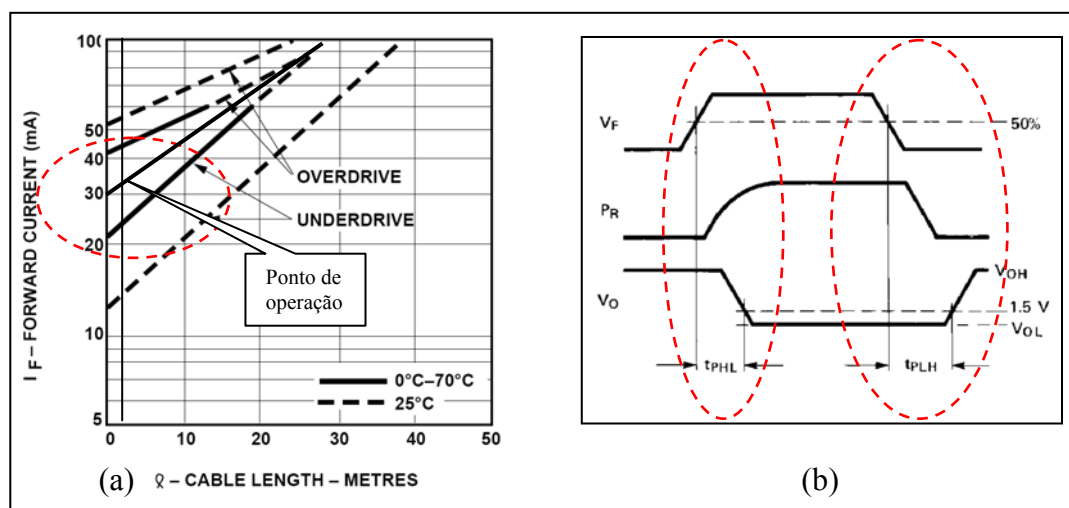 100
50
40
30
20
10
5
I F – FORWARD CURRENT (mA)
OVERDRIVE
UNDERDRIVE
Ponto de
operação
0°C–70°C
25°C
0 10 20 30 40 50
(a) ℓ – CABLE LENGTH – METRES
VF
50%
PR
VO
VOH
1.5 V
VOL
tPHL
tPLH
(b)